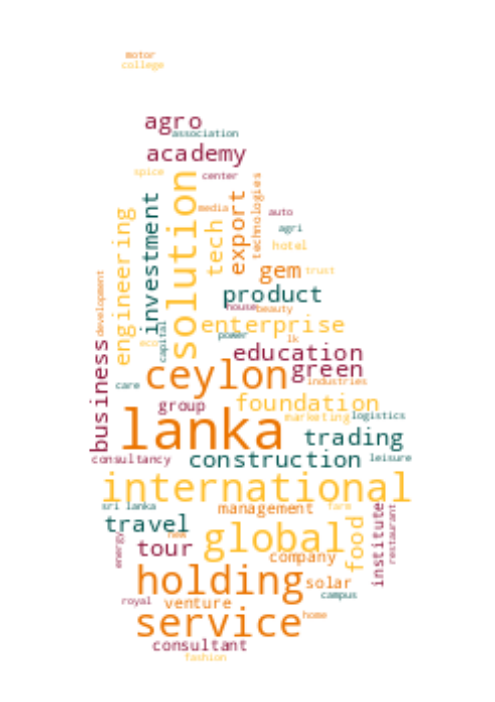 motor
college
agro
association
academy
spice
center
solution
investment
engineering
media
tech
export
technologies
auto
agri
hotel
gem
trust
product
house
beauty
development
enterprise
capital
eco
power
lk
business
education
green
ceylon
industries
care
group
foundation
marketing
logistics
lanka
trading
consultancy
construction
leisure
international
sri lanka
management
farm
travel
new
energy
global
food
institute
restaurant
tour
company
holding
solar
campus
royal
venture
service
home
consultant
fashion